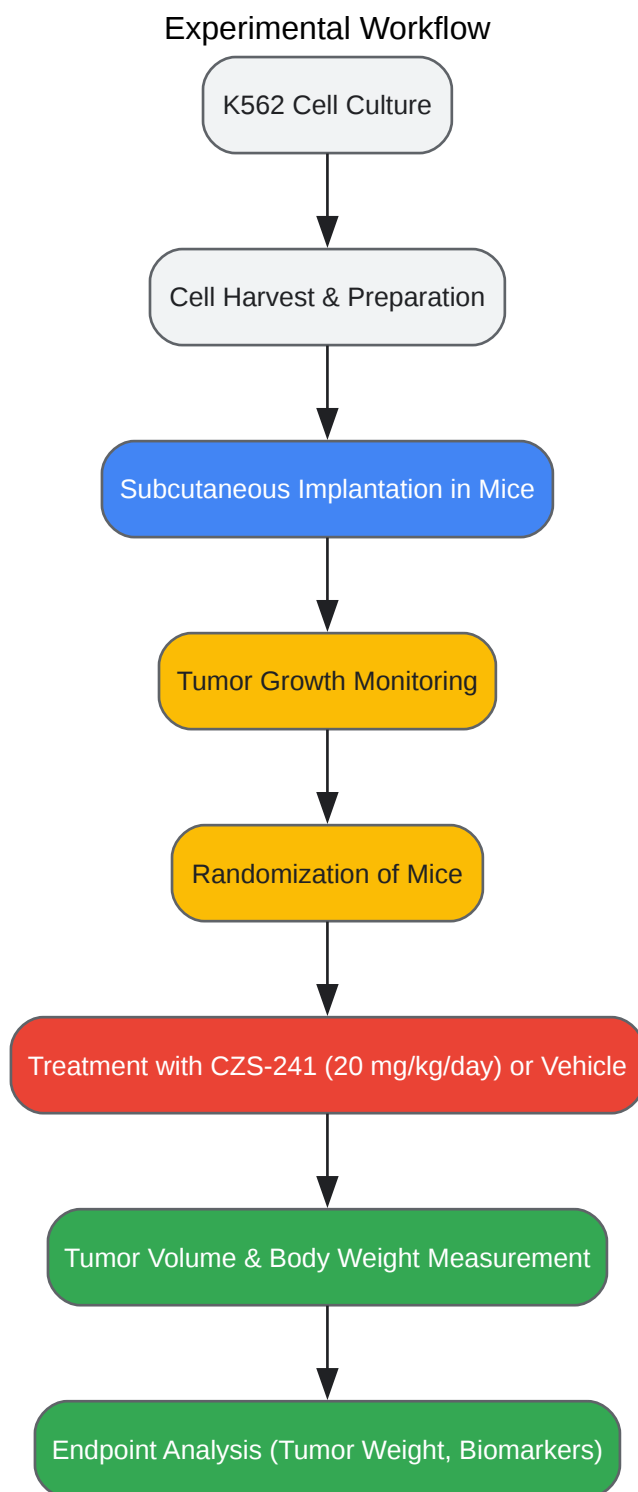 Experimental Workflow
K562 Cell Culture
Cell Harvest & Preparation
Subcutaneous Implantation in Mice
Tumor Growth Monitoring
Randomization of Mice
Treatment with CZS-241 (20 mg/kg/day) or Vehicle
Tumor Volume & Body Weight Measurement
Endpoint Analysis (Tumor Weight, Biomarkers)